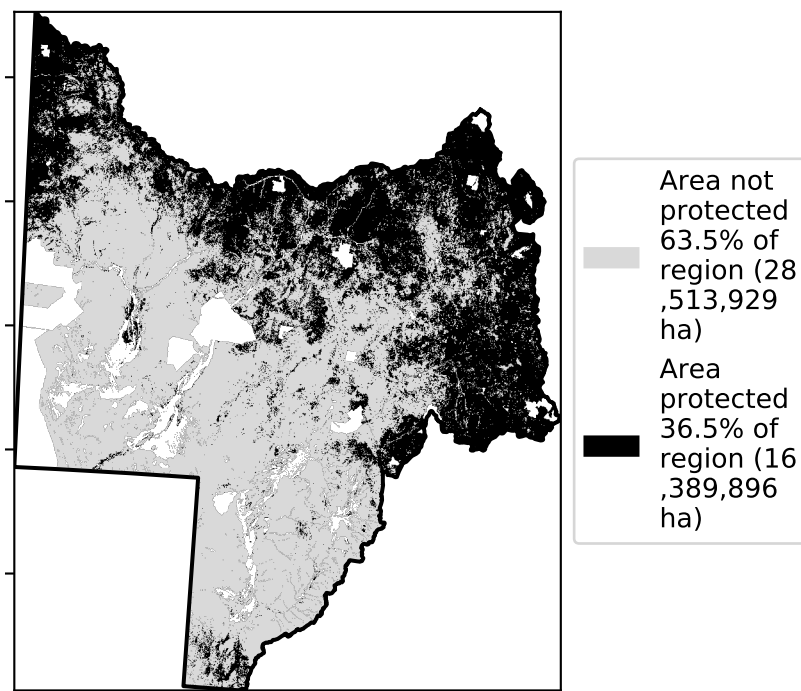 Area not
protected
63.5% of
region (28
,513,929
ha)
Area
protected
36.5% of
region (16
,389,896
ha)